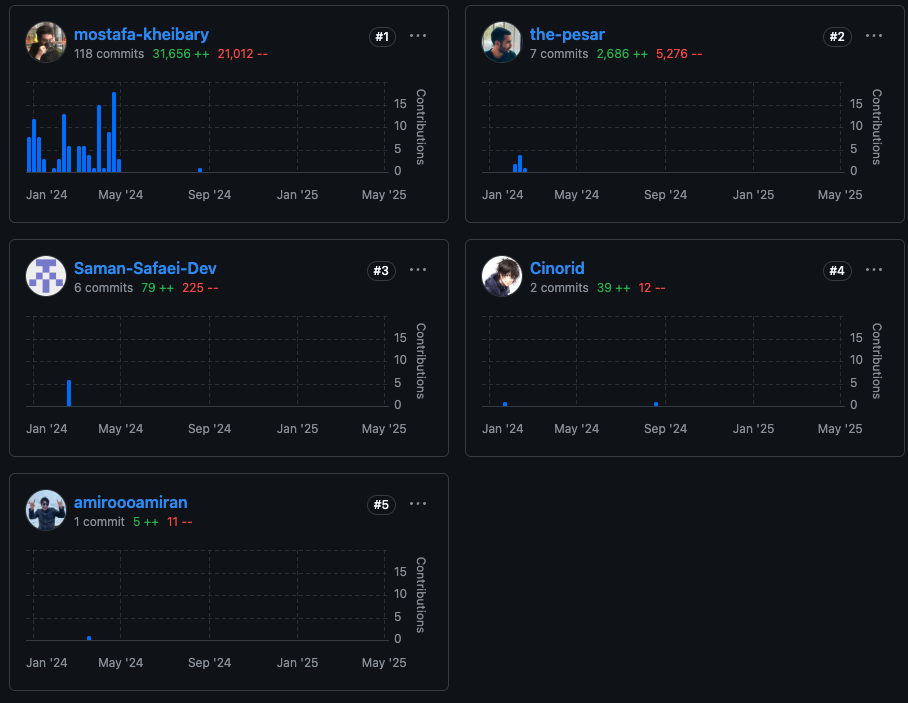 mostafa-kheibary #1 ...
118 commits 31,656 ++ 21,012 --
15
10
5
0
Contributions
Jan '24 May '24 Sep '24 Jan '25 May '25
the-pesar #2 ...
7 commits 2,686 ++ 5,276 --
15
10
5
0
Contributions
Jan '24 May '24 Sep '24 Jan '25 May '25
Saman-Safaei-Dev #3 ...
6 commits 79 ++ 225 --
15
10
5
0
Contributions
Jan '24 May '24 Sep '24 Jan '25 May '25
Cinorid #4 ...
2 commits 39 ++ 12 --
15
10
5
0
Contributions
Jan '24 May '24 Sep '24 Jan '25 May '25
amiroooamiran #5 ...
1 commit 5 ++ 11 --
15
10
5
0
Contributions
Jan '24 May '24 Sep '24 Jan '25 May '25